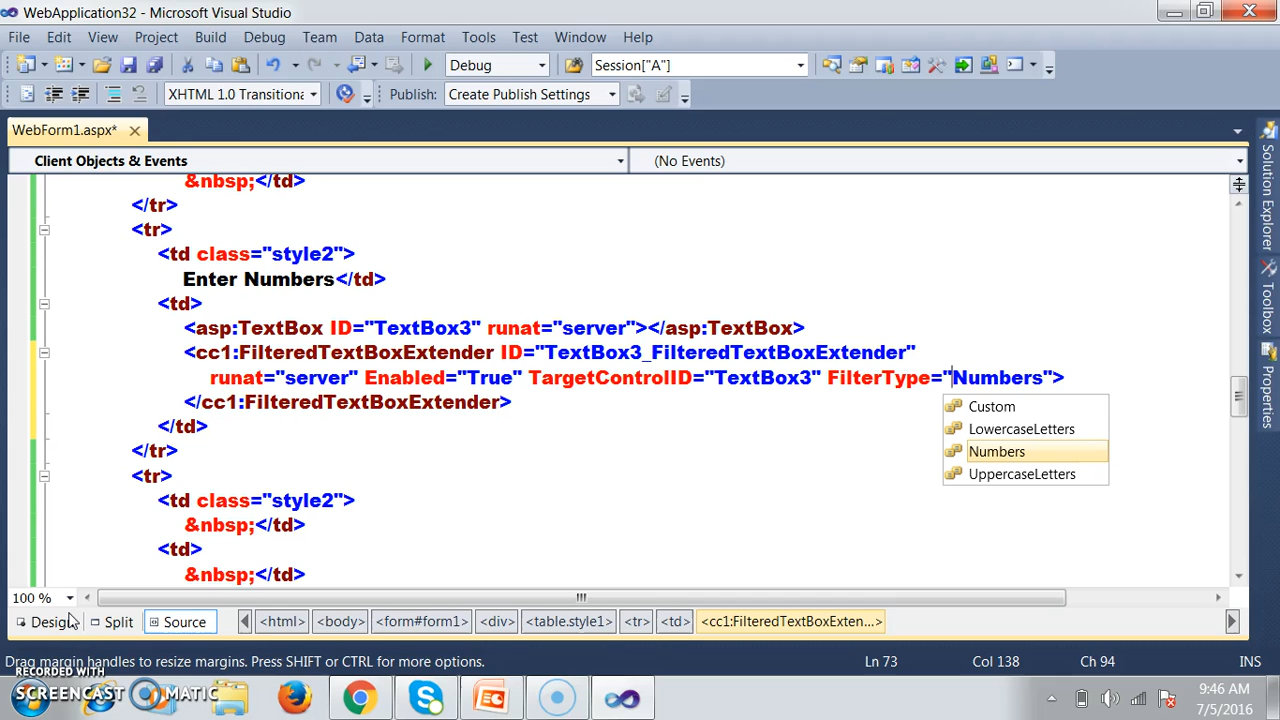 WebApplication32 - Microsoft Visual Studio
File Edit View Project Build Debug Team Data Format Tools Test Window Help
Debug Session["A"]
XHTML 1.0 Transitiona Publish: Create Publish Settings
WebForm1.aspx*
Client Objects & Events (No Events)
&nbsp;</td>
</tr>
<tr>
<td class="style2">
Enter Numbers</td>
<td>
<asp:TextBox ID="TextBox3" runat="server"></asp:TextBox>
<cc1:FilteredTextBoxExtender ID="TextBox3_FilteredTextBoxExtender"
runat="server" Enabled="True" TargetControlID="TextBox3" FilterType="Numbers">
</cc1:FilteredTextBoxExtender>
Custom
LowercaseLetters
Numbers
UppercaseLetters
</td>
</tr>
<tr>
<td class="style2">
&nbsp;</td>
<td>
&nbsp;</td>
Solution Explorer
Toolbox
Properties
100 %
Design Split Source <html> <body> <form#form1> <div> <table.style1> <tr> <td> <cc1:FilteredTextBoxExten...>
Drag margin handles to resize margins. Press SHIFT or CTRL for more options. Ln 73 Col 138 Ch 94 INS
RECORDED WITH
SCREENCAST MATIC
9:46 AM
7/5/2016